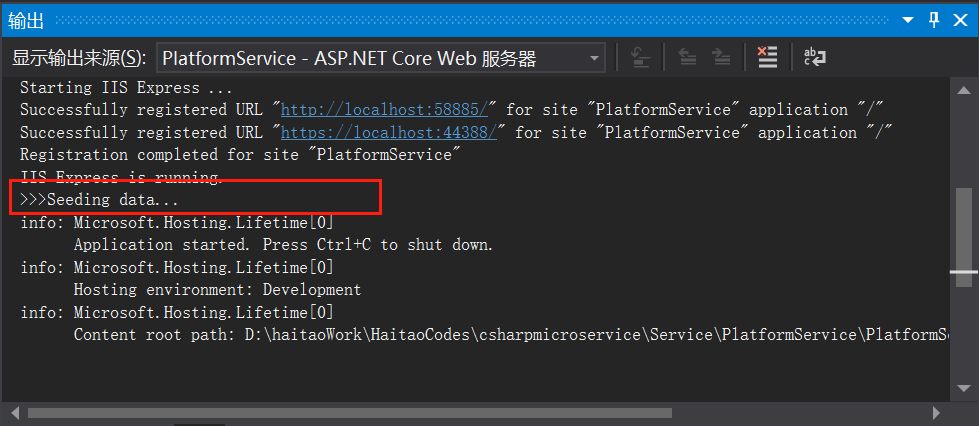 输出
显示输出来源(S): PlatformService - ASP.NET Core Web 服务器
Starting IIS Express ...
Successfully registered URL "http://localhost:58885/" for site "PlatformService" application "/"
Successfully registered URL "https://localhost:44388/" for site "PlatformService" application "/"
Registration completed for site "PlatformService"
IIS Express is running.
>>>Seeding data...
info: Microsoft.Hosting.Lifetime[0]
Application started. Press Ctrl+C to shut down.
info: Microsoft.Hosting.Lifetime[0]
Hosting environment: Development
info: Microsoft.Hosting.Lifetime[0]
Content root path: D:\haitaoWork\HaitaoCodes\csharpmicroservice\Service\PlatformService\PlatformSe